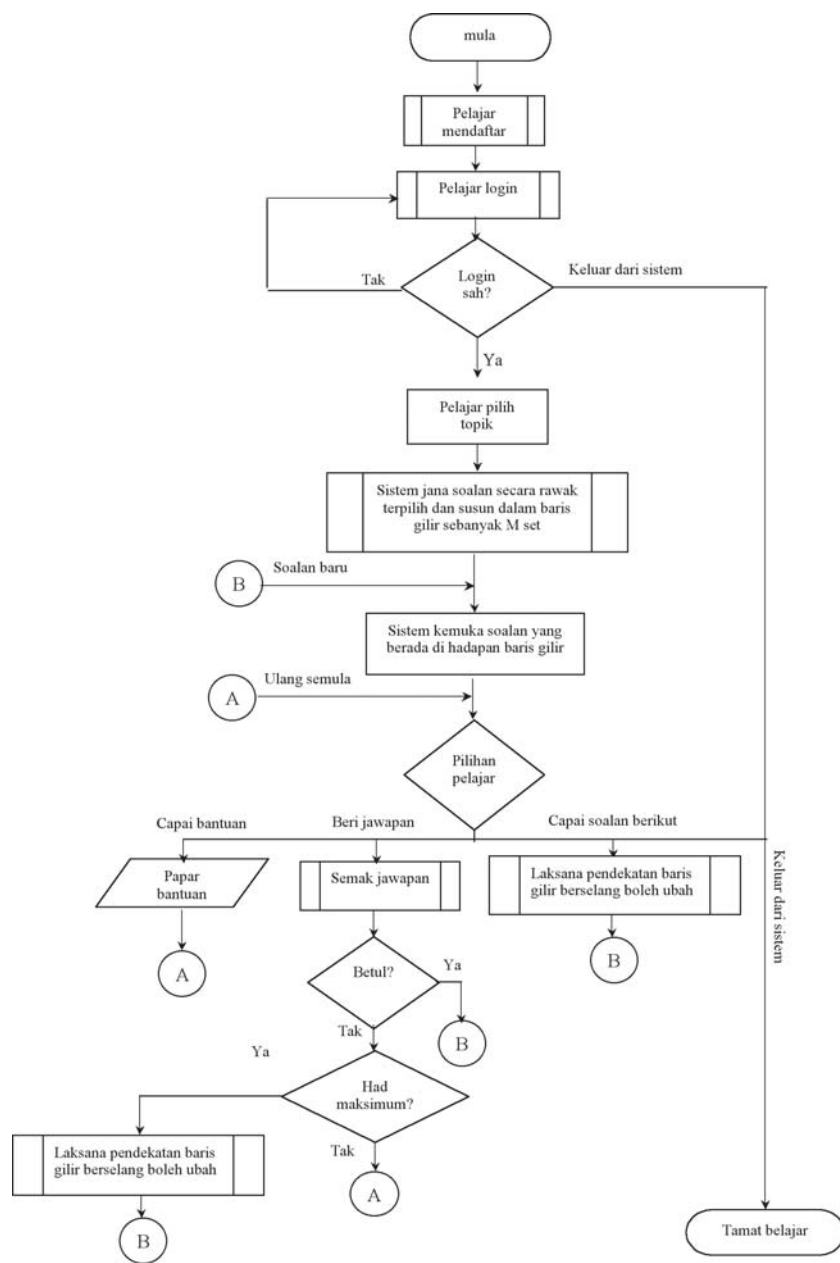 mula
Pelajar
mendaftar
Pelajar login
Login
sah?
Tak
Keluar dari sistem
Ya
Pelajar pilih
topik
Sistem jana soalan secara rawak
terpilih dan susun dalam baris
gilir sebanyak M set
B
Soalan baru
Sistem kemuka soalan yang
berada di hadapan baris gilir
A
Ulang semula
Pilihan
pelajar
Capai bantuan
Beri jawapan
Capai soalan berikut
Keluar dari sistem
Papar
bantuan
Semak jawapan
Laksana pendekatan baris
gilir berselang boleh ubah
A
Betul?
Ya
B
B
Tak
Ya
Had
maksimum?
Laksana pendekatan baris
gilir berselang boleh ubah
Tak
A
B
Tamat belajar